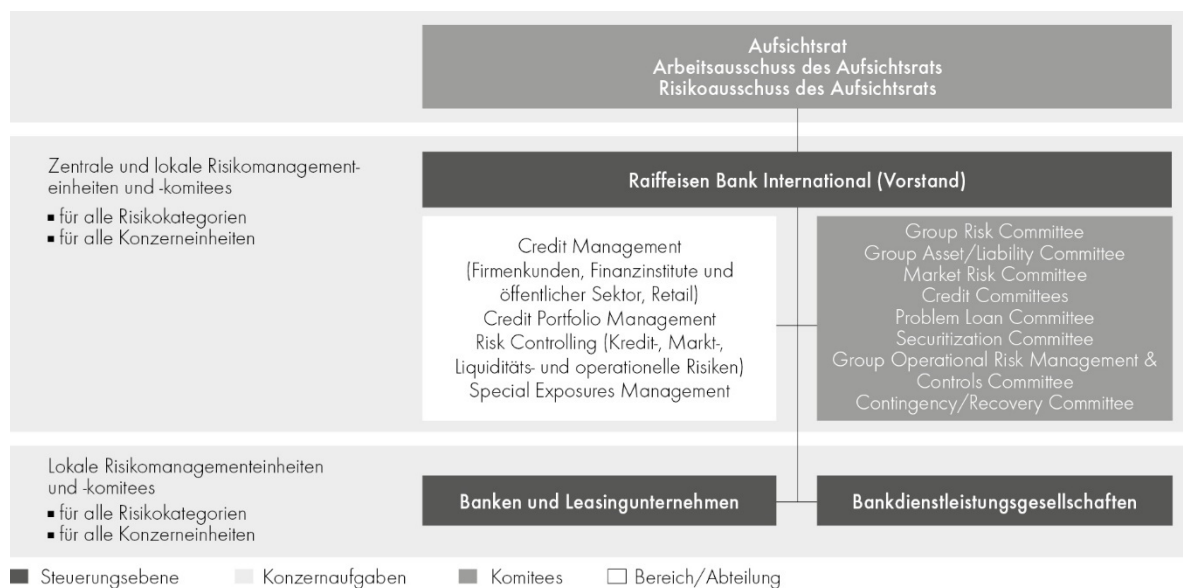 Aufsichtsrat
Arbeitsausschuss des Aufsichtsrats
Risikoausschuss des Aufsichtsrats
Zentrale und lokale Risikomanagement-
einheiten und -komitees
▪ für alle Risikokategorien
▪ für alle Konzerneinheiten
Raiffeisen Bank International (Vorstand)
Credit Management
(Firmenkunden, Finanzinstitute und
öffentlicher Sektor, Retail)
Credit Portfolio Management
Risk Controlling (Kredit-, Markt-,
Liquiditäts- und operationelle Risiken)
Special Exposures Management
Group Risk Committee
Group Asset/Liability Committee
Market Risk Committee
Credit Committees
Problem Loan Committee
Securitization Committee
Group Operational Risk Management &
Controls Committee
Contingency/Recovery Committee
Lokale Risikomanagementeinheiten
und -komitees
▪ für alle Risikokategorien
▪ für alle Konzerneinheiten
Banken und Leasingunternehmen
Bankdienstleistungsgesellschaften
Steuerungsebene
Konzernaufgaben
Komitees
Bereich/Abteilung